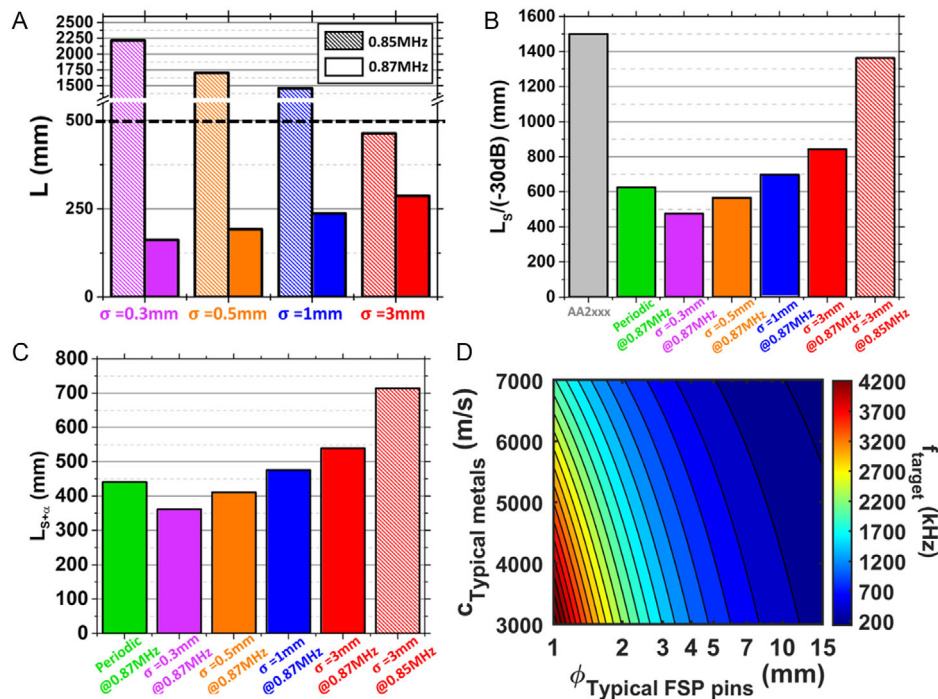 A
L (mm)
2500
2250
2000
1750
1500
500
250
0
0.85MHz
0.87MHz
σ =0.3mm
σ =0.5mm
σ =1mm
σ =3mm
B
Ls/(-30dB) (mm)
1600
1400
1200
1000
800
600
400
200
0
AA2xxx
Periodic
@0.87MHz
σ =0.3mm
@0.87MHz
σ =0.5mm
@0.87MHz
σ =1mm
@0.87MHz
σ =3mm
@0.87MHz
σ =3mm
@0.85MHz
C
Ls+α (mm)
800
700
600
500
400
300
200
100
0
Periodic
@0.87MHz
σ =0.3mm
@0.87MHz
σ =0.5mm
@0.87MHz
σ =1mm
@0.87MHz
σ =3mm
@0.87MHz
σ =3mm
@0.85MHz
D
cTypical metals (m/s)
7000
6000
5000
4000
3000
1 2 3 4 5 7 10 15
ϕTypical FSP pins (mm)
4200
3700
3200
2700
2200
1700
1200
700
200
ftarget (kHz)